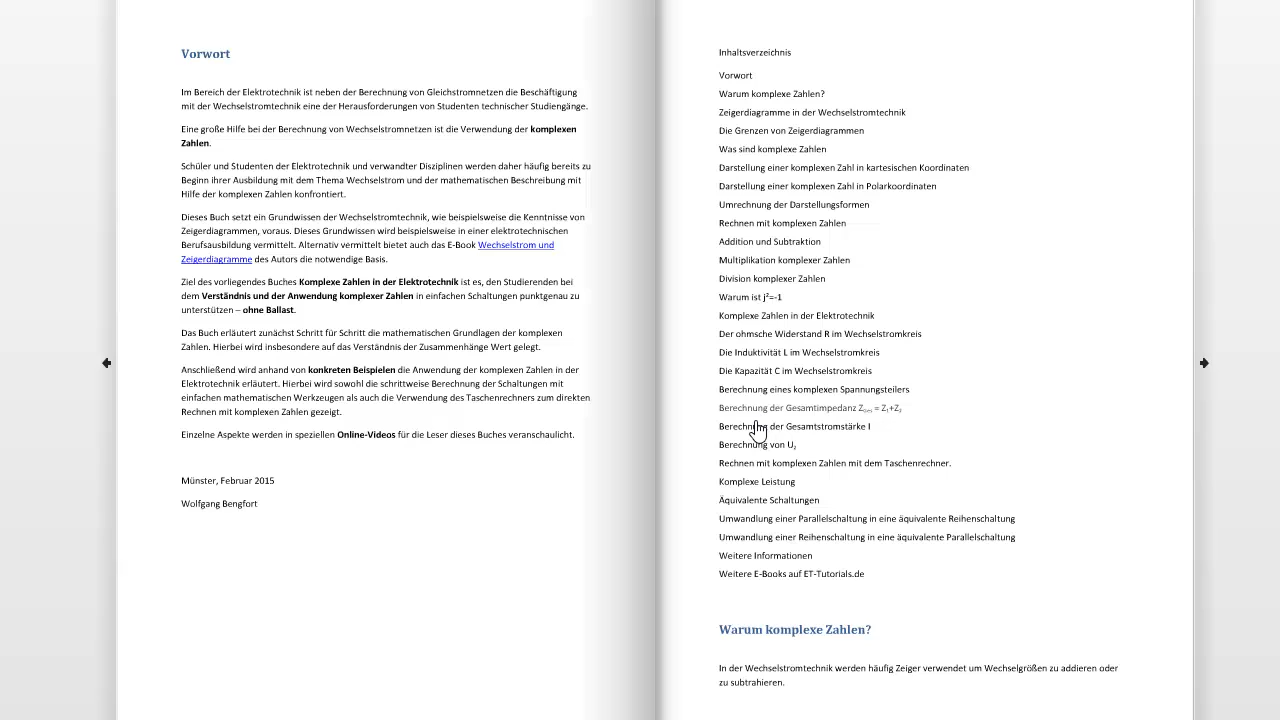 Vorwort
Im Bereich der Elektrotechnik ist neben der Berechnung von Gleichstromnetzen die Beschäftigung
mit der Wechselstromtechnik eine der Herausforderungen von Studenten technischer Studiengänge.
Eine große Hilfe bei der Berechnung von Wechselstromnetzen ist die Verwendung der komplexen
Zahlen.
Schüler und Studenten der Elektrotechnik und verwandter Disziplinen werden daher häufig bereits zu
Beginn ihrer Ausbildung mit dem Thema Wechselstrom und der mathematischen Beschreibung mit
Hilfe der komplexen Zahlen konfrontiert.
Dieses Buch setzt ein Grundwissen der Wechselstromtechnik, wie beispielsweise die Kenntnisse von
Zeigerdiagrammen, voraus. Dieses Grundwissen wird beispielsweise in einer elektrotechnischen
Berufsausbildung vermittelt. Alternativ vermittelt bietet auch das E-Book Wechselstrom und
Zeigerdiagramme des Autors die notwendige Basis.
Ziel des vorliegendes Buches Komplexe Zahlen in der Elektrotechnik ist es, den Studierenden bei
dem Verständnis und der Anwendung komplexer Zahlen in einfachen Schaltungen punktgenau zu
unterstützen – ohne Ballast.
Das Buch erläutert zunächst Schritt für Schritt die mathematischen Grundlagen der komplexen
Zahlen. Hierbei wird insbesondere auf das Verständnis der Zusammenhänge Wert gelegt.
Anschließend wird anhand von konkreten Beispielen die Anwendung der komplexen Zahlen in der
Elektrotechnik erläutert. Hierbei wird sowohl die schrittweise Berechnung der Schaltungen mit
einfachen mathematischen Werkzeugen als auch die Verwendung des Taschenrechners zum direkten
Rechnen mit komplexen Zahlen gezeigt.
Einzelne Aspekte werden in speziellen Online-Videos für die Leser dieses Buches veranschaulicht.
Münster, Februar 2015
Wolfgang Bengfort
Inhaltsverzeichnis
Vorwort
Warum komplexe Zahlen?
Zeigerdiagramme in der Wechselstromtechnik
Die Grenzen von Zeigerdiagrammen
Was sind komplexe Zahlen
Darstellung einer komplexen Zahl in kartesischen Koordinaten
Darstellung einer komplexen Zahl in Polarkoordinaten
Umrechnung der Darstellungsformen
Rechnen mit komplexen Zahlen
Addition und Subtraktion
Multiplikation komplexer Zahlen
Division komplexer Zahlen
Warum ist j²=-1
Komplexe Zahlen in der Elektrotechnik
Der ohmsche Widerstand R im Wechselstromkreis
Die Induktivität L im Wechselstromkreis
Die Kapazität C im Wechselstromkreis
Berechnung eines komplexen Spannungsteilers
Berechnung der Gesamtimpedanz Zges = Z₁+Z₂
Berechnung der Gesamtstromstärke I
Berechnung von U₂
Rechnen mit komplexen Zahlen mit dem Taschenrechner.
Komplexe Leistung
Äquivalente Schaltungen
Umwandlung einer Parallelschaltung in eine äquivalente Reihenschaltung
Umwandlung einer Reihenschaltung in eine äquivalente Parallelschaltung
Weitere Informationen
Weitere E-Books auf ET-Tutorials.de
Warum komplexe Zahlen?
In der Wechselstromtechnik werden häufig Zeiger verwendet um Wechselgrößen zu addieren oder
zu subtrahieren.